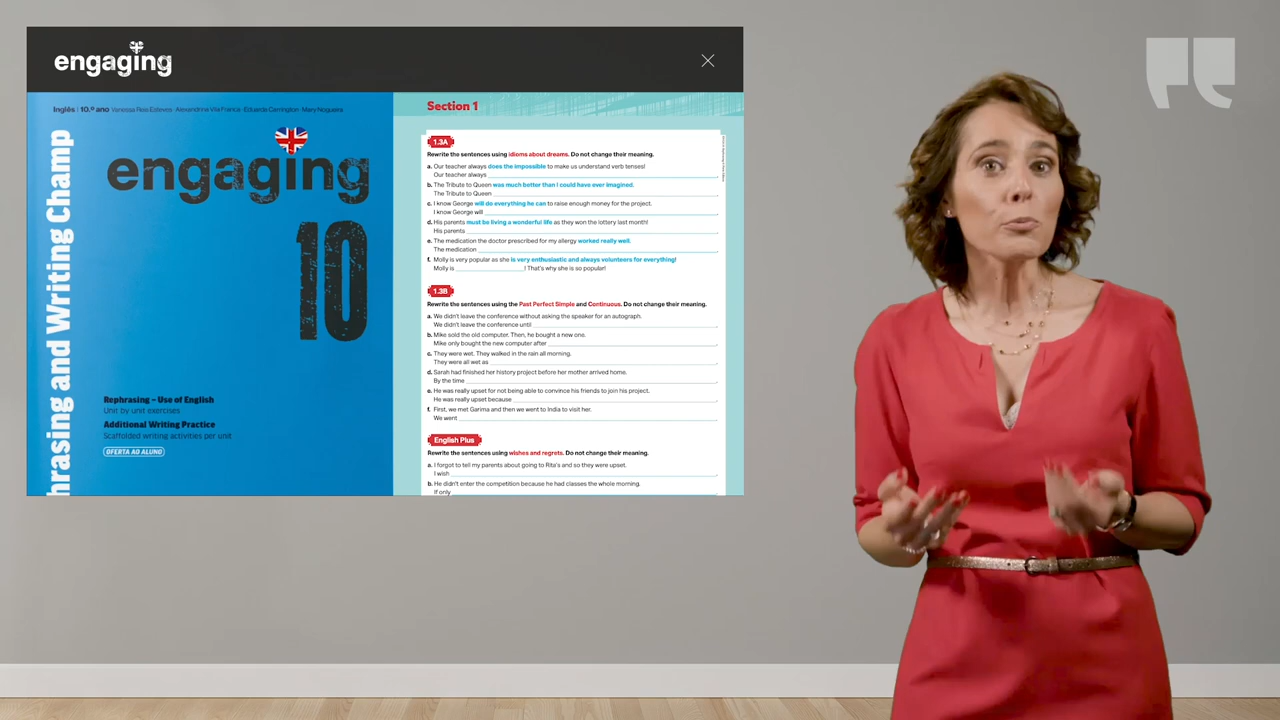 engaging
Inglês | 10.º ano Vanessa Reis Esteves Alexandrina Vila Franca Eduarda Carrington Mary Nogueira
engaging
10
hrasing and Writing Champ
Rephrasing – Use of English
Unit by unit exercises
Additional Writing Practice
Scaffolded writing activities per unit
OFERTA AO ALUNO
Section 1
1.3A
Rewrite the sentences using idioms about dreams. Do not change their meaning.
a. Our teacher always does the impossible to make us understand verb tenses!
Our teacher always
b. The Tribute to Queen was much better than I could have ever imagined.
The Tribute to Queen
c. I know George will do everything he can to raise enough money for the project.
I know George will
d. His parents must be living a wonderful life as they won the lottery last month!
His parents
e. The medication the doctor prescribed for my allergy worked really well.
The medication
f. Molly is very popular as she is very enthusiastic and always volunteers for everything!
Molly is ! That's why she is so popular!
1.3B
Rewrite the sentences using the Past Perfect Simple and Continuous. Do not change their meaning.
a. We didn't leave the conference without asking the speaker for an autograph.
We didn't leave the conference until
b. Mike sold the old computer. Then, he bought a new one.
Mike only bought the new computer after
c. They were wet. They walked in the rain all morning.
They were all wet as
d. Sarah had finished her history project before her mother arrived home.
By the time
e. He was really upset for not being able to convince his friends to join his project.
He was really upset because
f. First, we met Garima and then we went to India to visit her.
We went
English Plus
Rewrite the sentences using wishes and regrets. Do not change their meaning.
a. I forgot to tell my parents about going to Rita's and so they were upset.
I wish
b. He didn't enter the competition because he had classes the whole morning.
If only